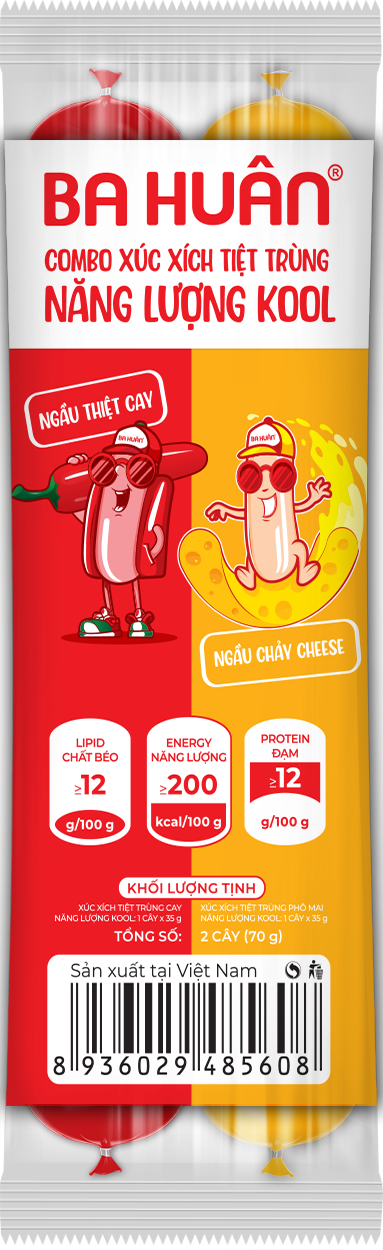 BA HUÂN®
COMBO XÚC XÍCH TIỆT TRÙNG
NĂNG LƯỢNG KOOL
NGẦU THIỆT CAY
BA HUÂN
BA HUÂN
NGẦU CHẢY CHEESE
LIPID
CHẤT BÉO
≥12
g/100 g
ENERGY
NĂNG LƯỢNG
≥200
kcal/100 g
PROTEIN
ĐẠM
≥12
g/100 g
KHỐI LƯỢNG TỊNH
XÚC XÍCH TIỆT TRÙNG CAY
NĂNG LƯỢNG KOOL: 1 CÂY x 35 g
XÚC XÍCH TIỆT TRÙNG PHÔ MAI
NĂNG LƯỢNG KOOL: 1 CÂY x 35 g
TỔNG SỐ: 2 CÂY (70 g)
Sản xuất tại Việt Nam
8 936029 485608